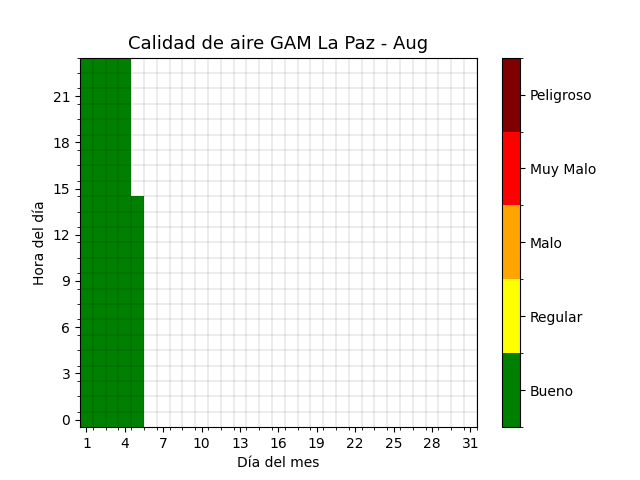 Calidad de aire GAM La Paz - Aug
Hora del día
21
18
15
12
9
6
3
0
1 4 7 10 13 16 19 22 25 28 31
Día del mes
Peligroso
Muy Malo
Malo
Regular
Bueno